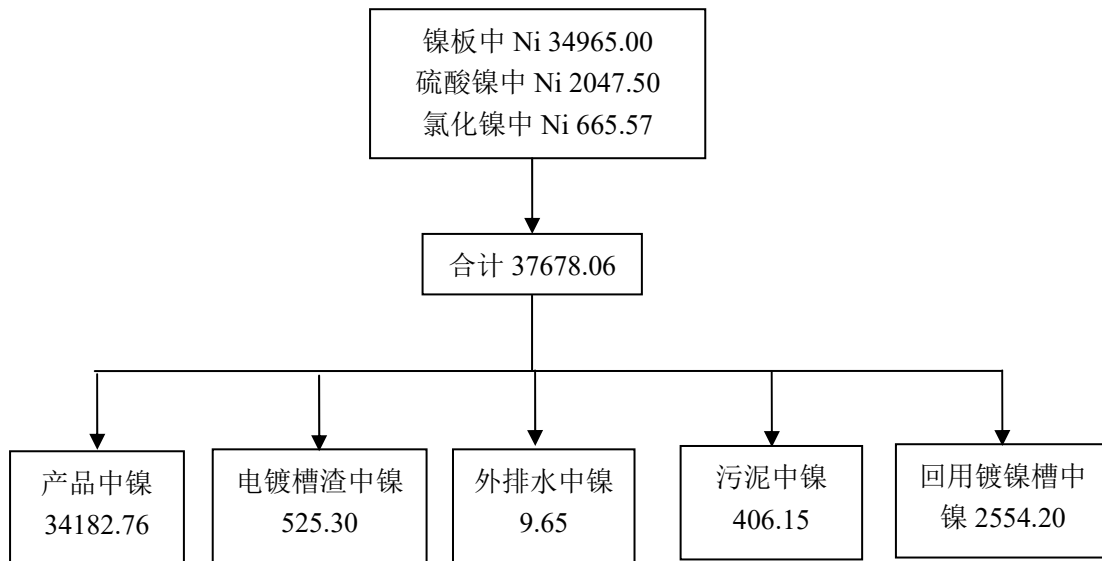 镍板中 Ni 34965.00
硫酸镍中 Ni 2047.50
氯化镍中 Ni 665.57
合计 37678.06
产品中镍
34182.76
电镀槽渣中镍
525.30
外排水中镍
9.65
污泥中镍
406.15
回用镀镍槽中
镍 2554.20